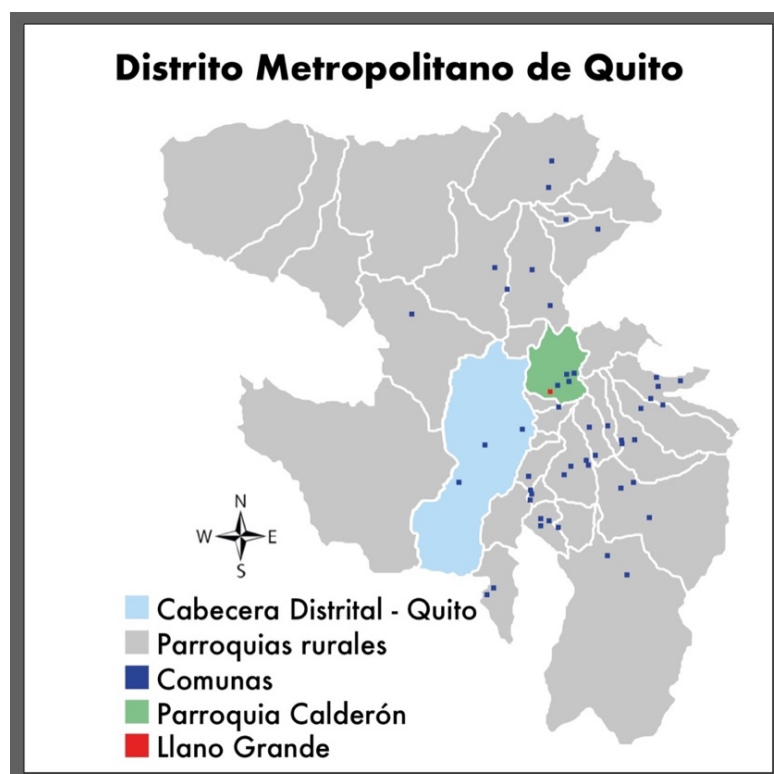 Distrito Metropolitano de Quito
N
W E
S
Cabecera Distrital - Quito
Parroquias rurales
Comunas
Parroquia Calderón
Llano Grande